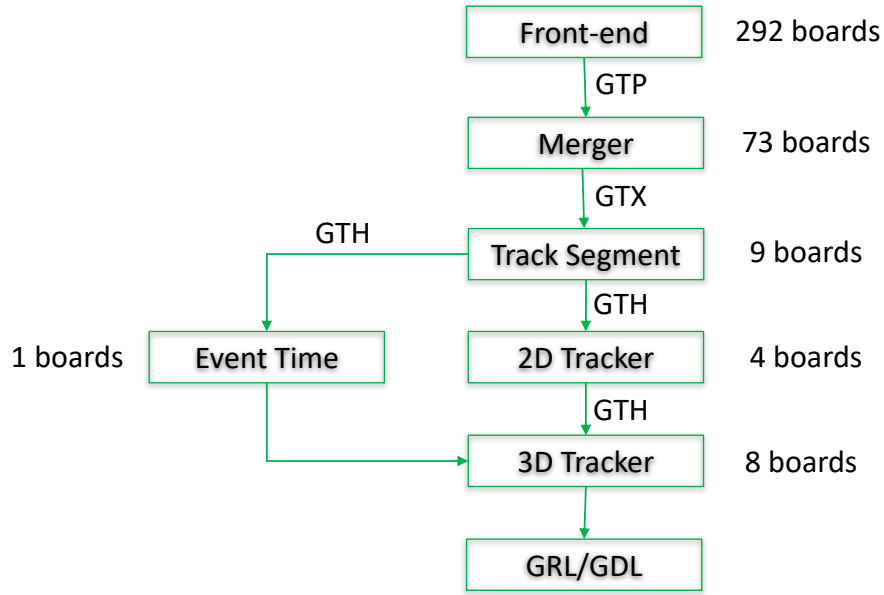 Front-end
292 boards
GTP
Merger
73 boards
GTX
GTH
Track Segment
9 boards
GTH
1 boards
Event Time
2D Tracker
4 boards
GTH
3D Tracker
8 boards
GRL/GDL